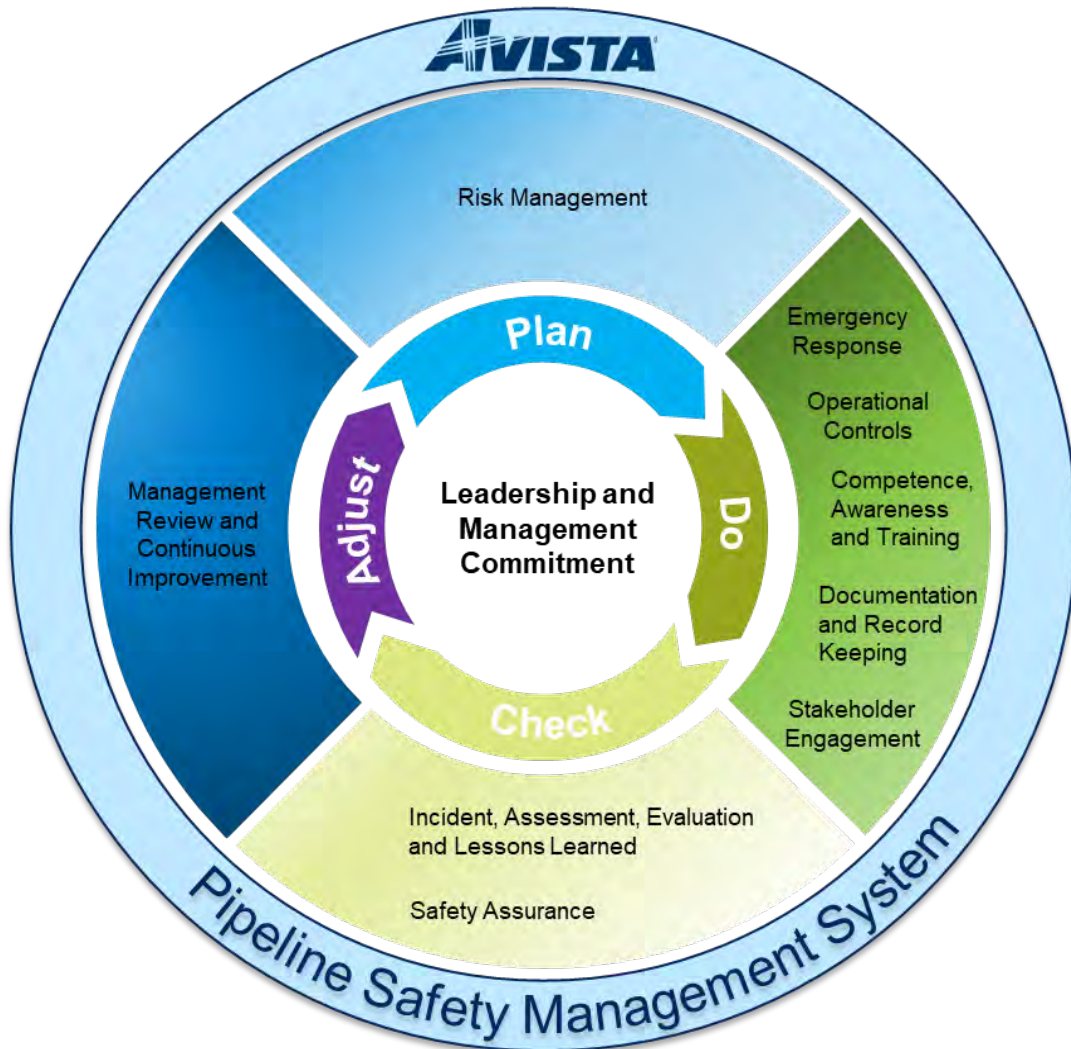 AVISTA
Risk Management
Plan
Emergency
Response
Operational
Controls
Competence,
Awareness
and Training
Documentation
and Record
Keeping
Stakeholder
Engagement
Do
Leadership and
Management
Commitment
Adjust
Management
Review and
Continuous
Improvement
Check
Incident, Assessment, Evaluation
and Lessons Learned
Safety Assurance
Pipeline Safety Management System